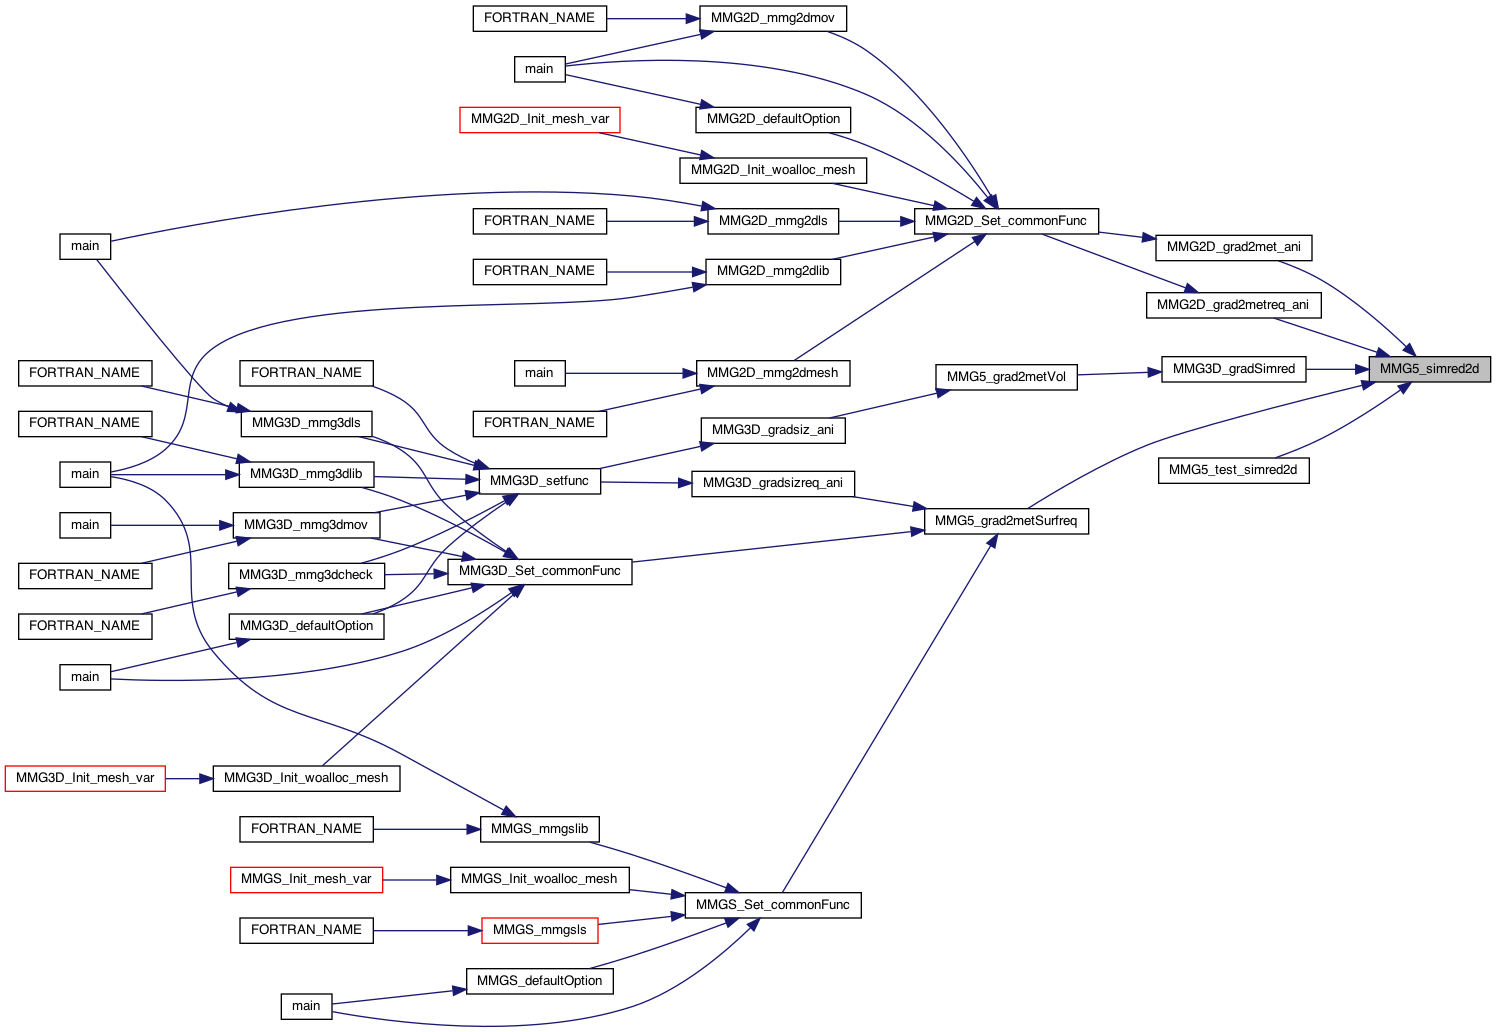 FORTRAN_NAME
MMG2D_mmg2dmov
main
MMG2D_Init_mesh_var
MMG2D_defaultOption
MMG2D_Init_woalloc_mesh
FORTRAN_NAME
MMG2D_mmg2dls
MMG2D_Set_commonFunc
main
MMG2D_grad2met_ani
FORTRAN_NAME
MMG2D_mmg2dlib
MMG2D_grad2metreq_ani
FORTRAN_NAME
FORTRAN_NAME
main
MMG2D_mmg2dmesh
MMG5_grad2metVol
MMG3D_gradSimred
MMG5_simred2d
FORTRAN_NAME
MMG3D_mmg3dls
FORTRAN_NAME
MMG3D_gradsiz_ani
main
MMG3D_mmg3dlib
MMG3D_setfunc
MMG3D_gradsizreq_ani
MMG5_test_simred2d
main
MMG3D_mmg3dmov
MMG5_grad2metSurfreq
FORTRAN_NAME
MMG3D_mmg3dcheck
MMG3D_Set_commonFunc
FORTRAN_NAME
MMG3D_defaultOption
main
MMG3D_Init_mesh_var
MMG3D_Init_woalloc_mesh
FORTRAN_NAME
MMGS_mmgslib
MMGS_Init_mesh_var
MMGS_Init_woalloc_mesh
MMGS_Set_commonFunc
FORTRAN_NAME
MMGS_mmgsls
MMGS_defaultOption
main